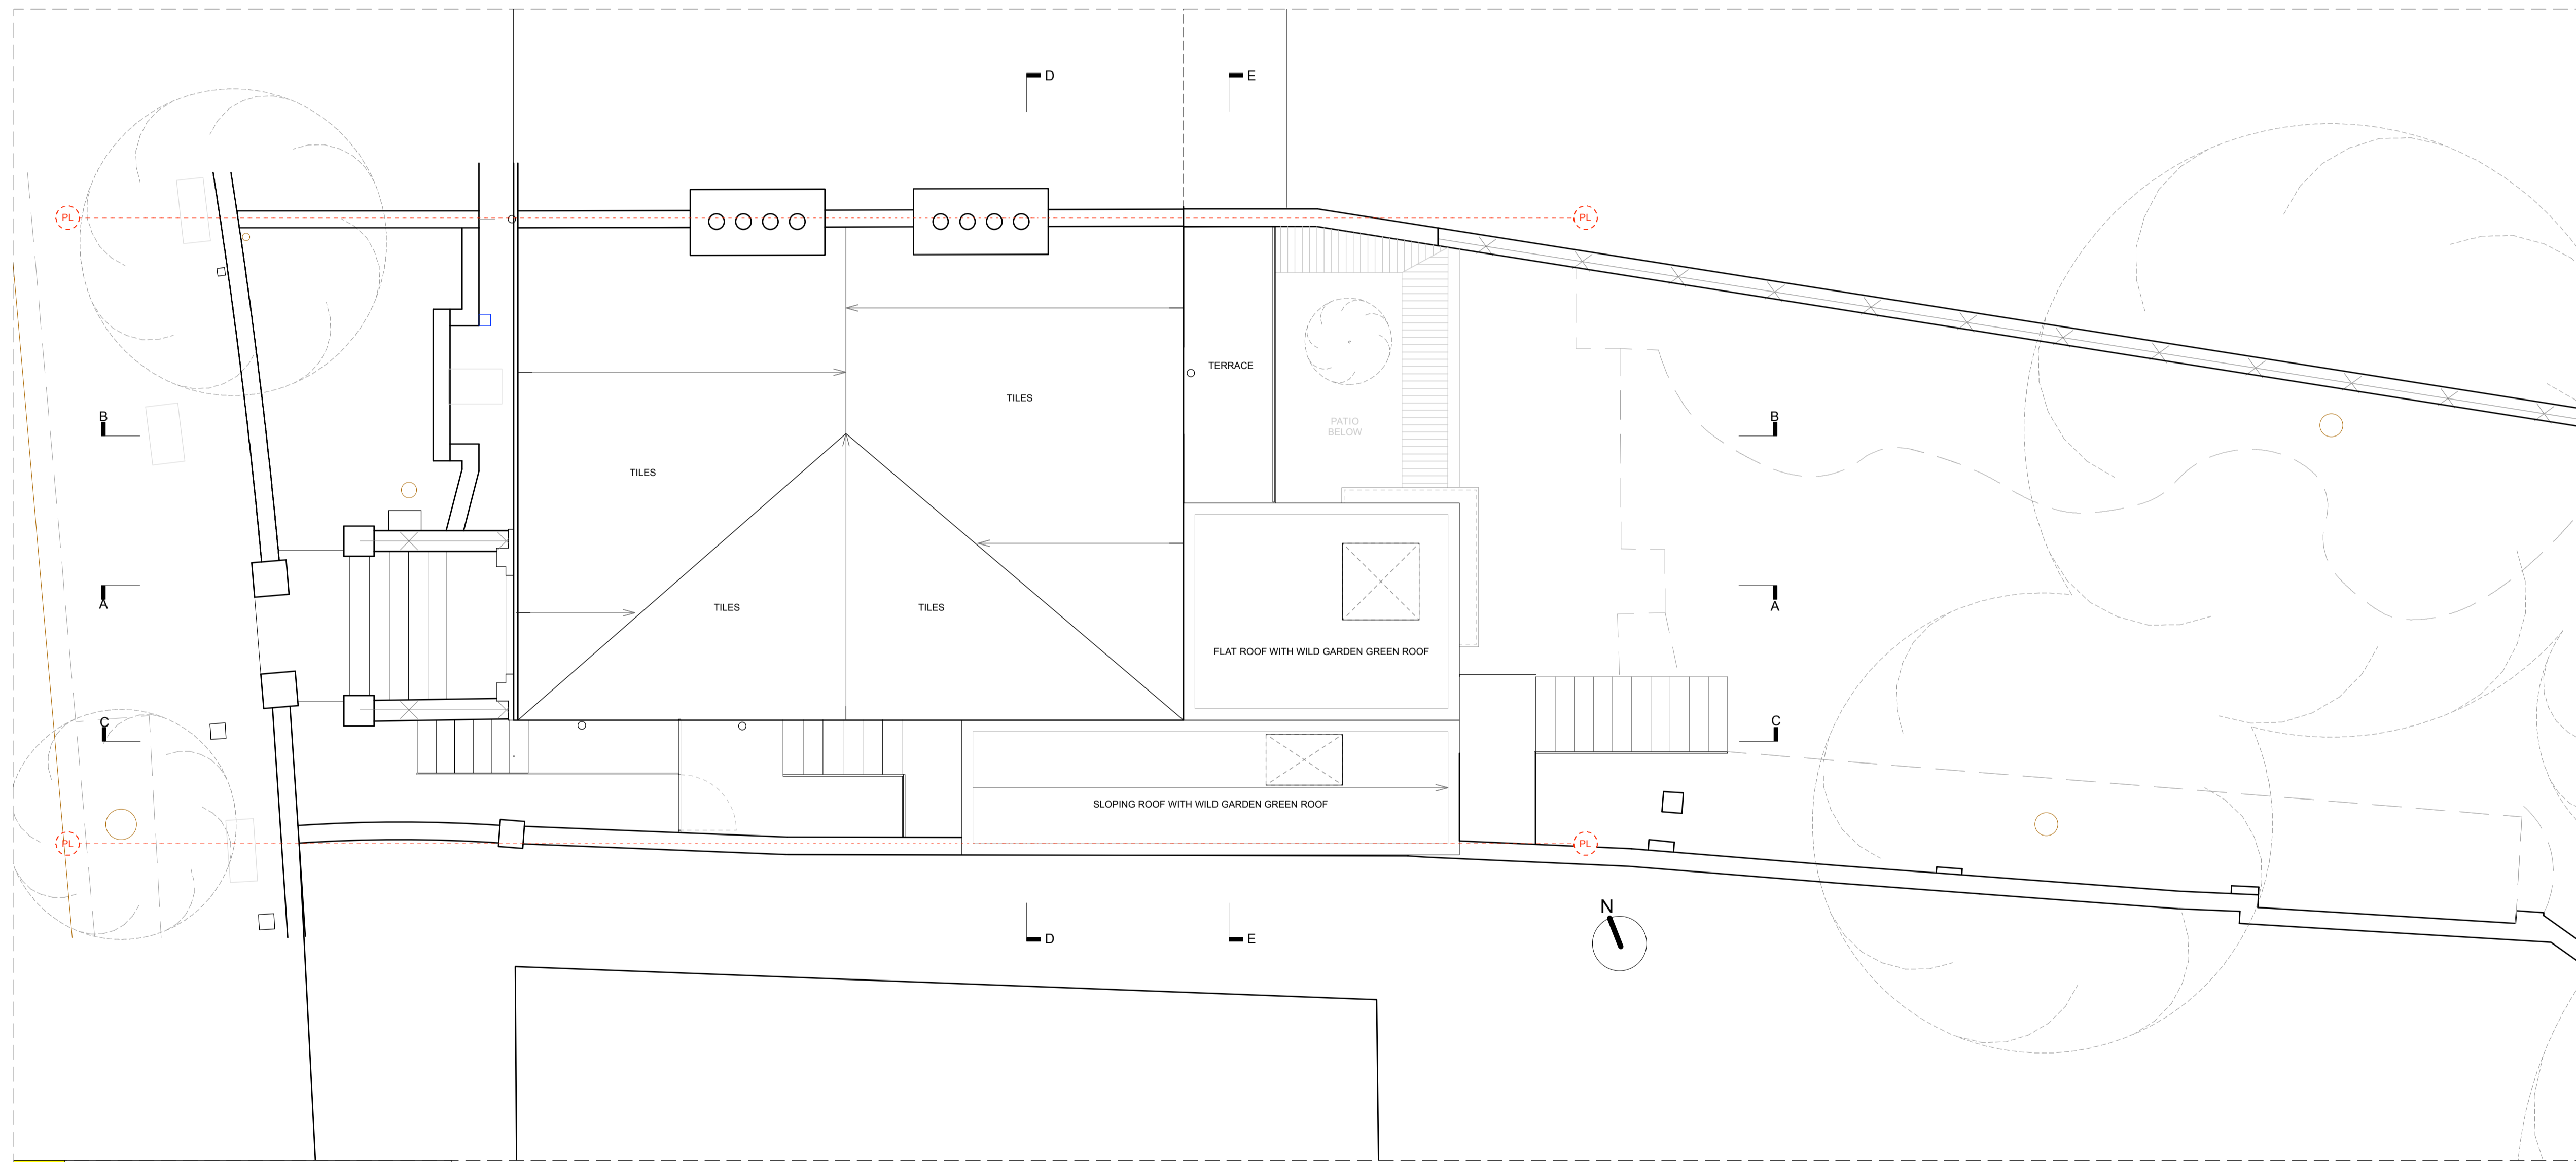 D
E
PL
PL
TERRACE
TILES
B
B
PATIO
BELOW
TILES
A
A
TILES
TILES
FLAT ROOF WITH WILD GARDEN GREEN ROOF
C
C
SLOPING ROOF WITH WILD GARDEN GREEN ROOF
PL
PL
N
D
E